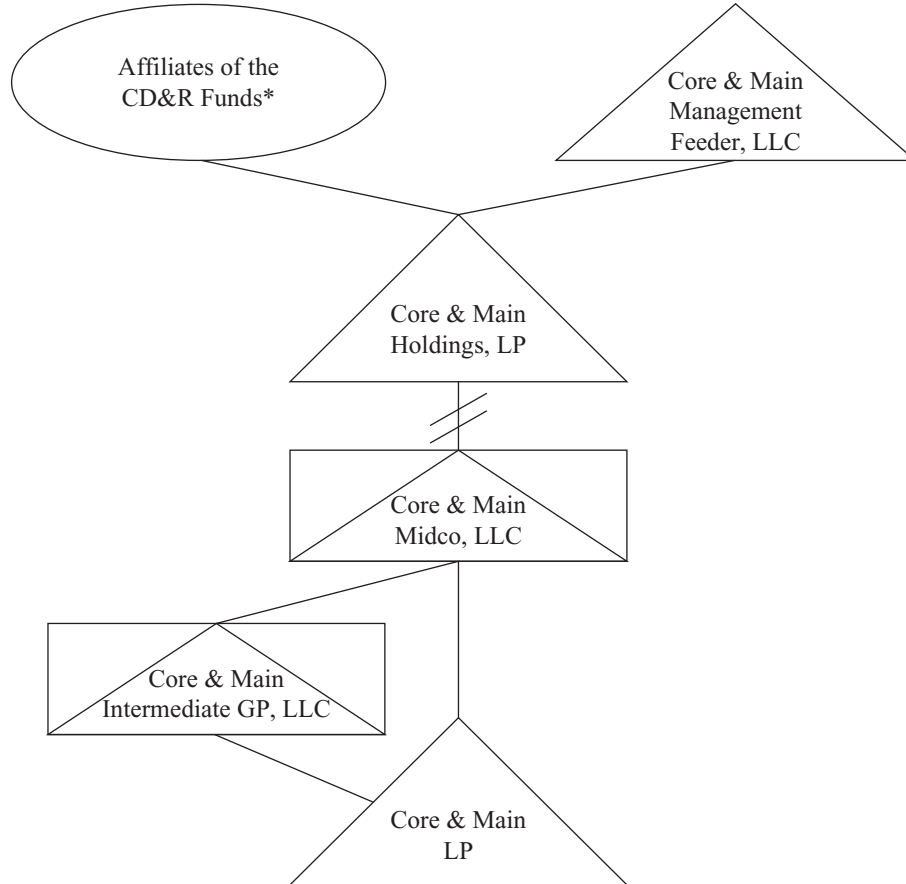 Affiliates of the
CD&R Funds*
Core & Main
Management
Feeder, LLC
Core & Main
Holdings, LP
Core & Main
Midco, LLC
Core & Main
Intermediate GP, LLC
Core & Main
LP